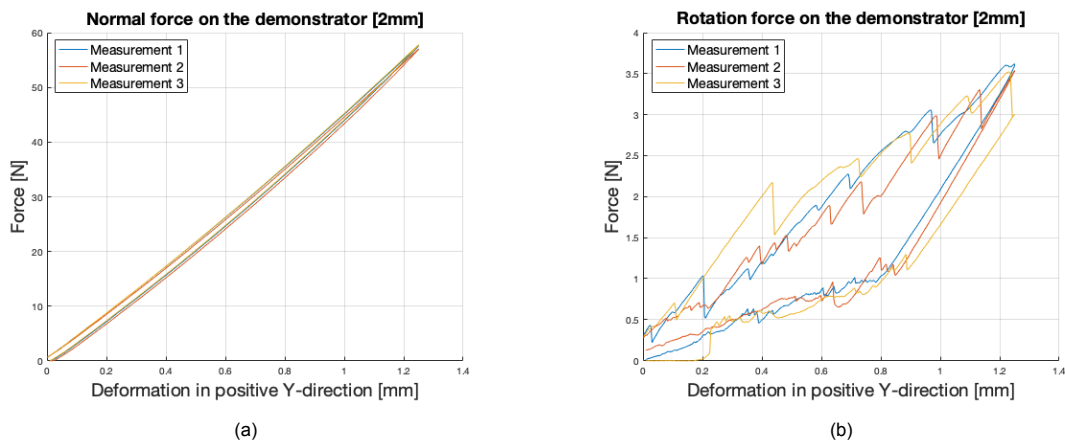 Normal force on the demonstrator [2mm]
60
50
40
30
20
10
0
Measurement 1
Measurement 2
Measurement 3
Force [N]
0 0.2 0.4 0.6 0.8 1 1.2 1.4
Deformation in positive Y-direction [mm]
(a)
Rotation force on the demonstrator [2mm]
4
3.5
3
2.5
2
1.5
1
0.5
0
Measurement 1
Measurement 2
Measurement 3
Force [N]
0 0.2 0.4 0.6 0.8 1 1.2 1.4
Deformation in positive Y-direction [mm]
(b)